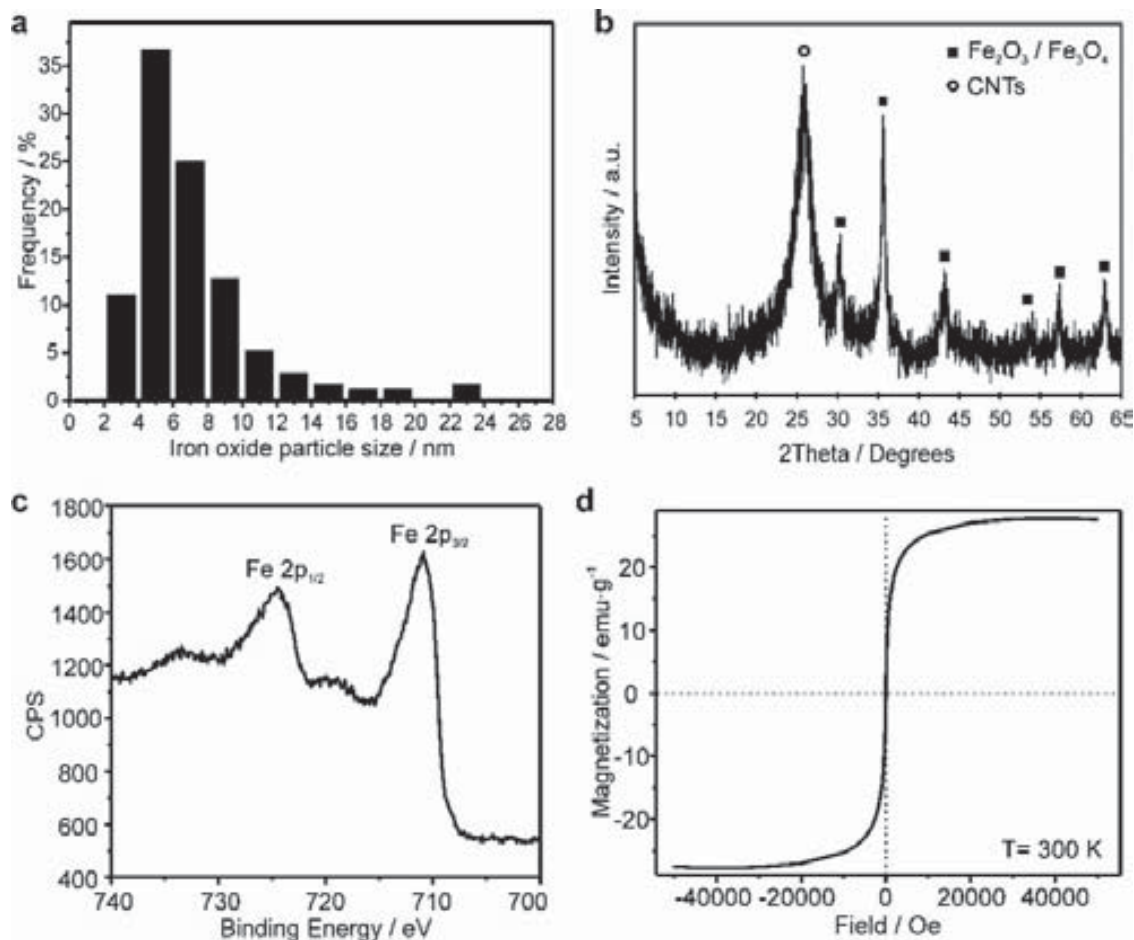 a
35
30
25
20
15
10
5
0
Frequency / %
0 2 4 6 8 10 12 14 16 18 20 22 24 26 28
Iron oxide particle size / nm
b
■ Fe₂O₃ / Fe₃O₄
○ CNTs
Intensity / a.u.
5 10 15 20 25 30 35 40 45 50 55 60 65
2Theta / Degrees
c
1800
1600
1400
1200
1000
800
600
400
CPS
Fe 2p₁/₂
Fe 2p₃/₂
740 730 720 710 700
Binding Energy / eV
d
20
10
0
-10
-20
Magnetization / emu·g⁻¹
T= 300 K
-40000 -20000 0 20000 40000
Field / Oe